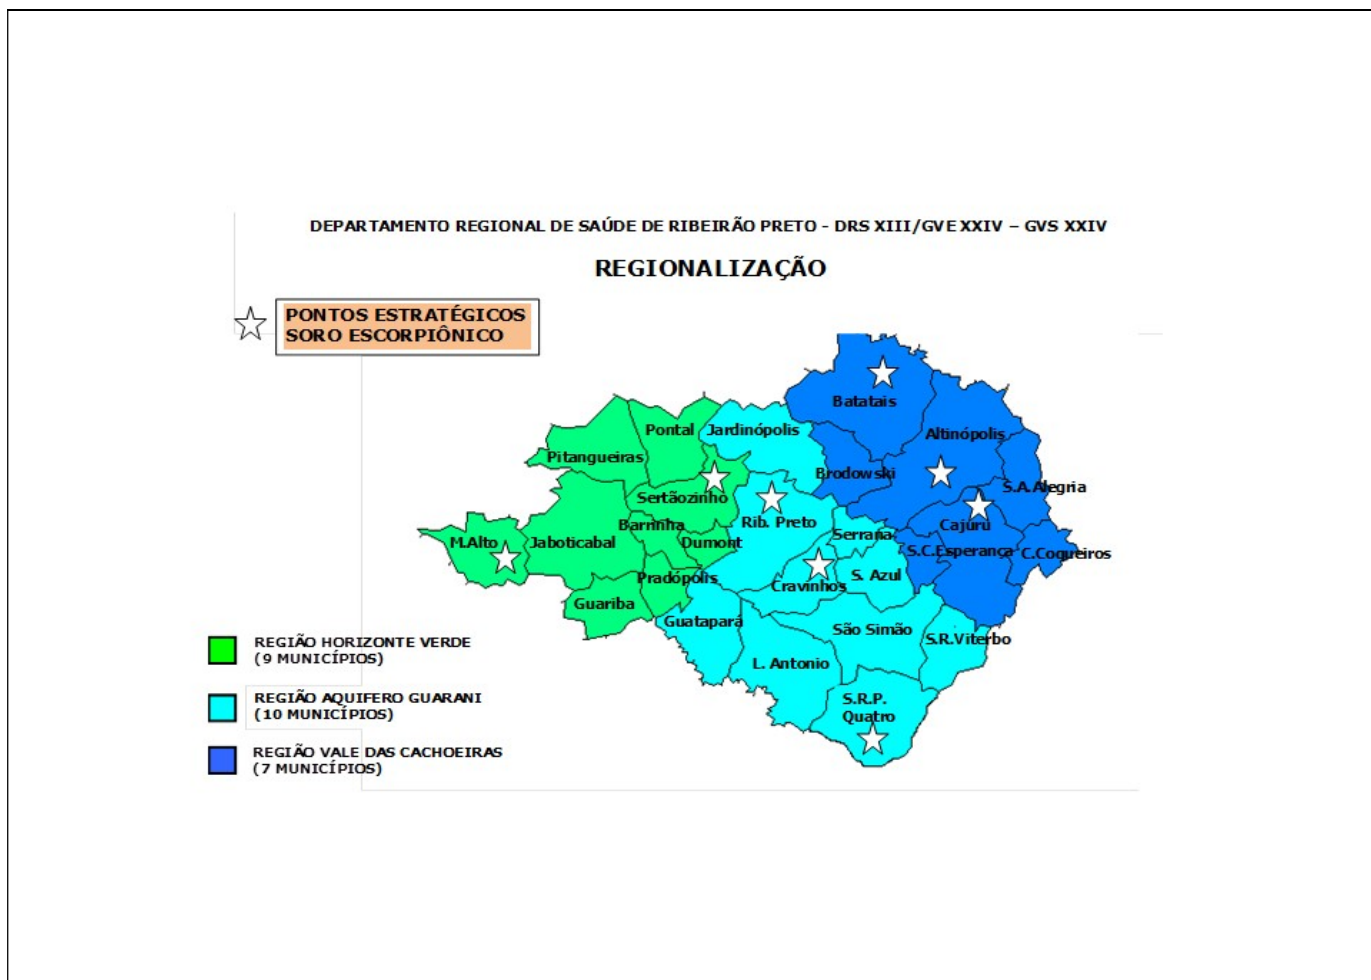 DEPARTAMENTO REGIONAL DE SAÚDE DE RIBEIRÃO PRETO - DRS XIII/GVE XXIV – GVS XXIV
REGIONALIZAÇÃO
PONTOS ESTRATÉGICOS
SORO ESCORPIÔNICO
Batatais
Pontal
Jardinópolis
Altinópolis
Pitangueiras
Brodowski
S.A.Alegria
Sertãozinho
Rib. Preto
Cajúru
Barrinha
Serrana
M.Alto
Jaboticabal
Dumont
S.C.Esperança
C.Coqueiros
Pradópolis
Cravinhos
S. Azul
Guariba
Guatapará
São Simão
S.R.Viterbo
L. Antonio
S.R.P.
Quatro
REGIÃO HORIZONTE VERDE
(9 MUNICÍPIOS)
REGIÃO AQUIFERO GUARANI
(10 MUNICÍPIOS)
REGIÃO VALE DAS CACHOEIRAS
(7 MUNICÍPIOS)